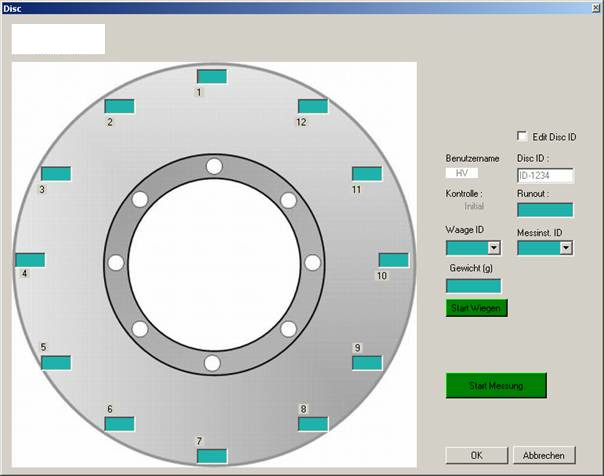 Disc
1
2
12
3
11
4
10
5
9
6
8
7
Edit Disc ID
Benutzername
Disc ID :
HV
ID-1234
Kontrolle :
Runout :
Initial
Waage ID
Messinst. ID
Gewicht (g)
Start Wiegen
Start Messung
OK
Abbrechen